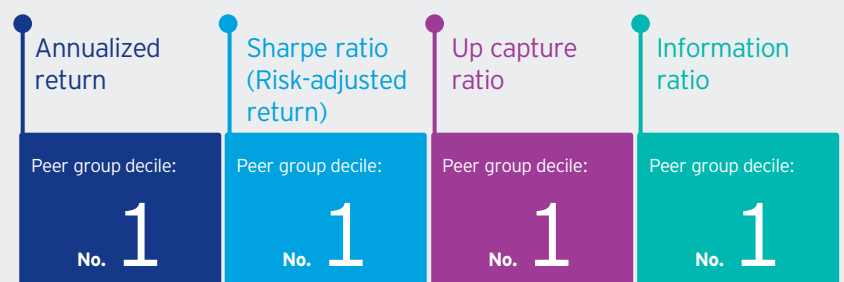 Annualized
return
Sharpe ratio
(Risk-adjusted
return)
Up capture
ratio
Information
ratio
Peer group decile:
No. 1
Peer group decile:
No. 1
Peer group decile:
No. 1
Peer group decile:
No. 1